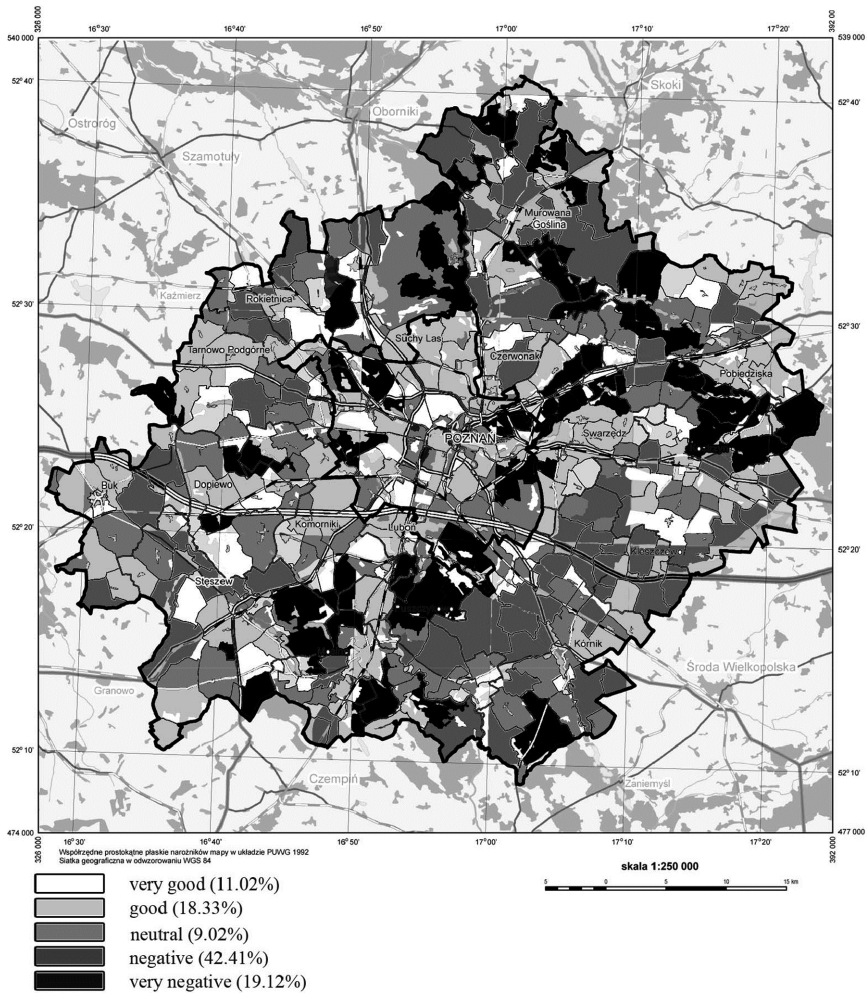 16°30' 16°40' 16°50' 17°00' 17°10' 17°20'
326 000 392 00
540 000 539 000
52°40' 52°40'
Skoki
Oborniki
Ostroróg
Szamotuły
Murowana
Goślina
Kaźmierz
Rokietnica
52°30' 52°30'
Suchy Las
Tarnowo Podgórne
Czerwonak
Pobiedziska
POZNAŃ
Swarzędz
Buk
Dopiewo
52°20' 52°20'
Komorniki
Luboń
Kleszczewo
Stęszew
Kórnik
Środa Wielkopolska
Granowo
52°10' 52°10'
Czempiń
Zaniemyśl
474 000 477 000
326 000 392 000
16°30' 16°40' 16°50' 17°00' 17°10' 17°20'
Współrzędne prostokątne płaskie narożników mapy w układzie PUWG 1992
Siatka geograficzna w odwzorowaniu WGS 84
skala 1:250 000
5 0 5 10 15 km
very good (11.02%)
good (18.33%)
neutral (9.02%)
negative (42.41%)
very negative (19.12%)